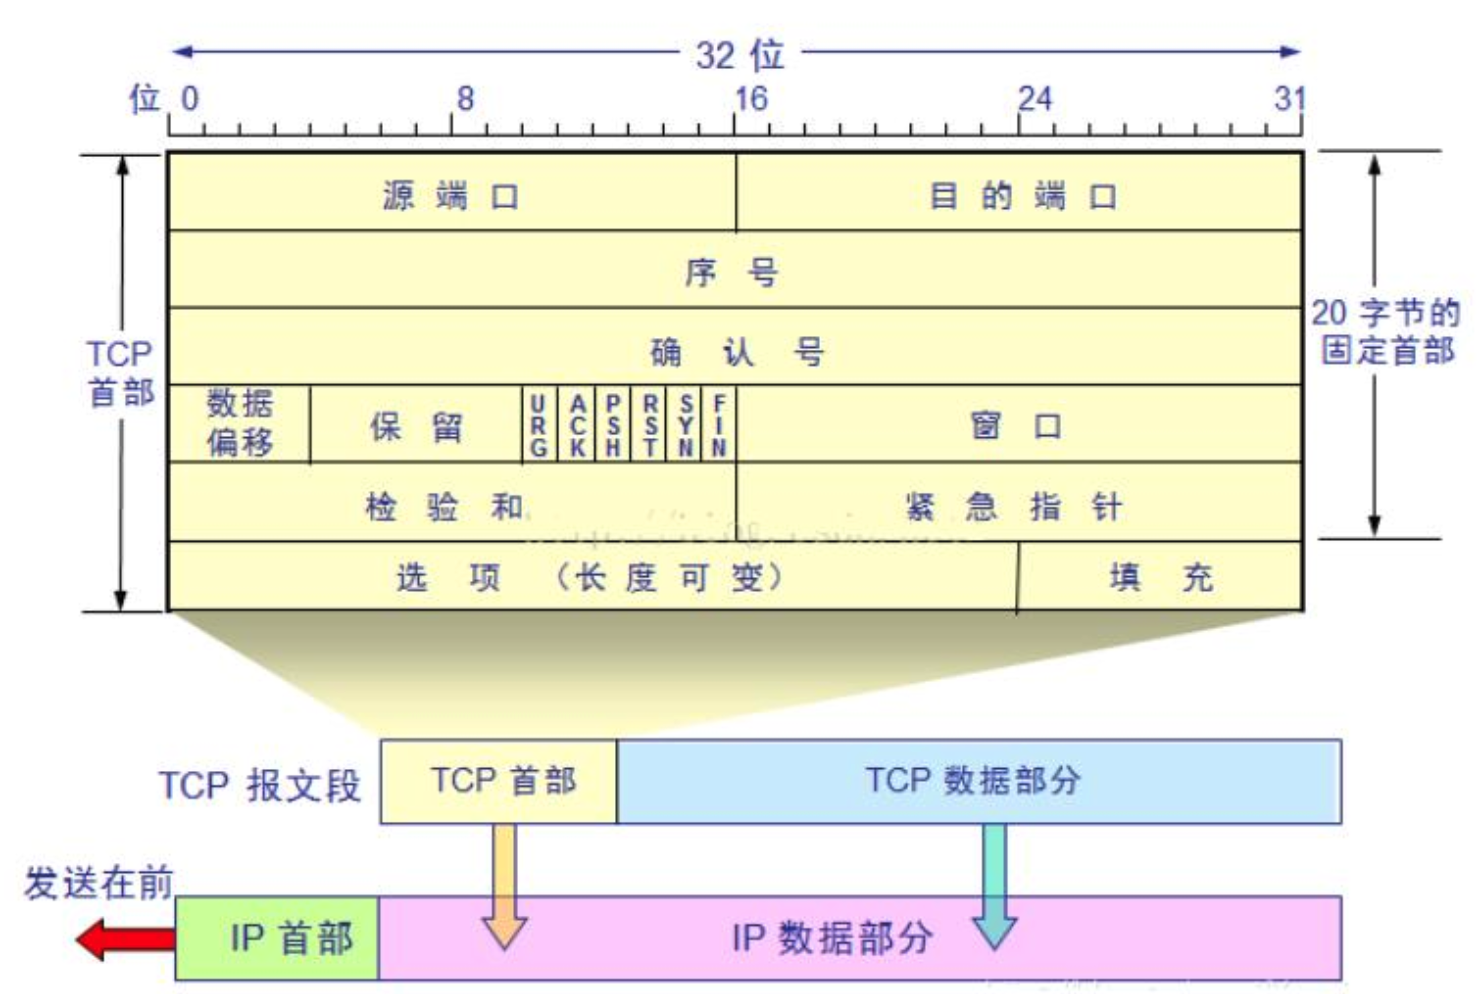 32 位
位 0 8 16 24 31
源 端 口 目 的 端 口
序 号
20 字节的
固定首部
TCP
首部
确 认 号
数据
偏移
保 留
URG
ACK
PSH
RST
SYN
FIN
窗 口
检 验 和 紧 急 指 针
选 项 （长 度 可 变） 填 充
TCP 报文段 TCP 首部 TCP 数据部分
发送在前
IP 首部 IP 数据部分